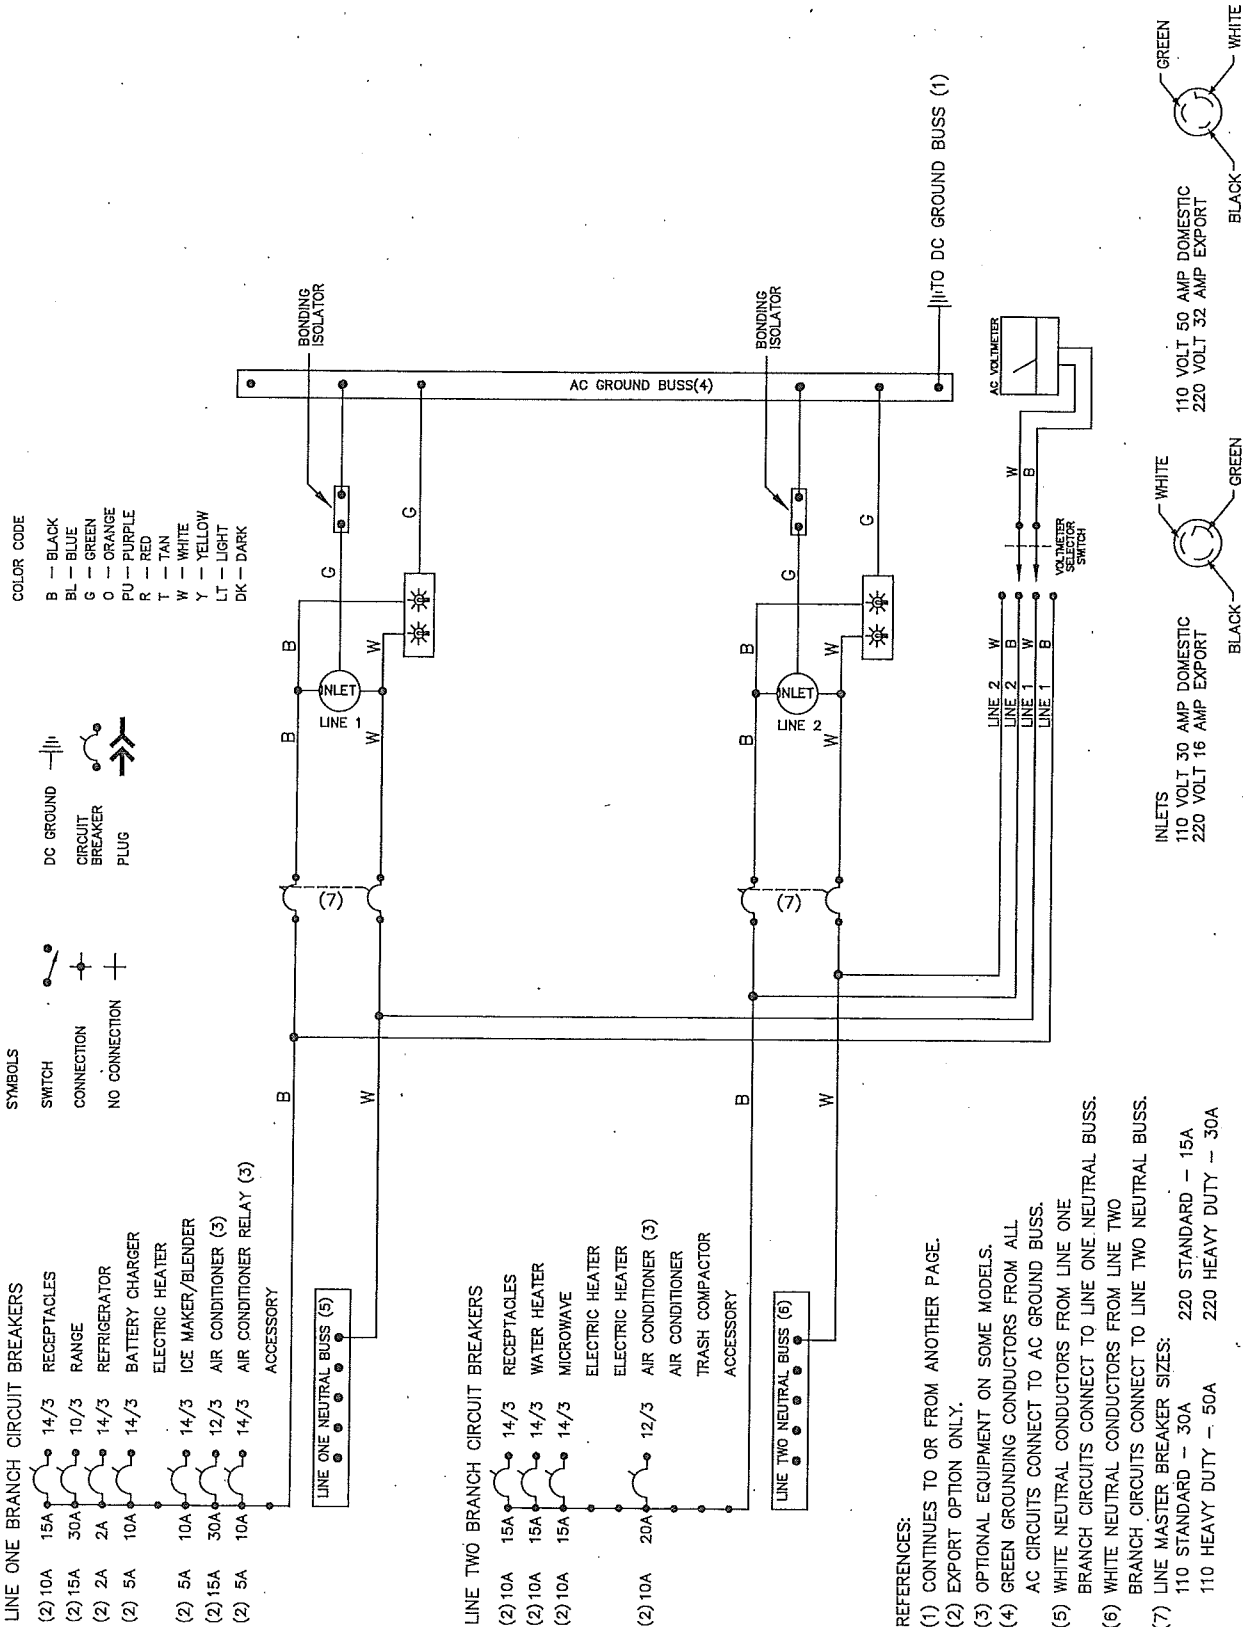 LINE ONE BRANCH CIRCUIT BREAKERS
(2) 10A 15A 14/3 RECEPTACLES
(2) 15A 30A 10/3 RANGE
(2) 2A 2A 14/3 REFRIGERATOR
(2) 5A 10A 14/3 BATTERY CHARGER
ELECTRIC HEATER
(2) 5A 10A 14/3 ICE MAKER/BLENDER
(2) 15A 30A 12/3 AIR CONDITIONER (3)
(2) 5A 10A 14/3 AIR CONDITIONER RELAY (3)
ACCESSORY
LINE ONE NEUTRAL BUSS (5)
SYMBOLS
SWITCH
CONNECTION
NO CONNECTION
DC GROUND
CIRCUIT
BREAKER
PLUG
COLOR CODE
B – BLACK
BL – BLUE
G – GREEN
O – ORANGE
PU – PURPLE
R – RED
T – TAN
W – WHITE
Y – YELLOW
LT – LIGHT
DK – DARK
B
W
(7)
B
W
INLET
LINE 1
B
W
G
G
BONDING
ISOLATOR
AC GROUND BUSS(4)
LINE TWO BRANCH CIRCUIT BREAKERS
(2) 10A 15A 14/3 RECEPTACLES
(2) 10A 15A 14/3 WATER HEATER
(2) 10A 15A 14/3 MICROWAVE
ELECTRIC HEATER
ELECTRIC HEATER
(2) 10A 20A 12/3 AIR CONDITIONER (3)
AIR CONDITIONER
TRASH COMPACTOR
ACCESSORY
LINE TWO NEUTRAL BUSS (6)
B
W
(7)
B
W
INLET
LINE 2
B
W
G
G
BONDING
ISOLATOR
TO DC GROUND BUSS (1)
LINE 2 W
LINE 2 B
LINE 1 W
LINE 1 B
VOLTMETER
SELECTOR
SWITCH
W
B
AC VOLTMETER
REFERENCES:
(1) CONTINUES TO OR FROM ANOTHER PAGE.
(2) EXPORT OPTION ONLY.
(3) OPTIONAL EQUIPMENT ON SOME MODELS.
(4) GREEN GROUNDING CONDUCTORS FROM ALL
AC CIRCUITS CONNECT TO AC GROUND BUSS.
(5) WHITE NEUTRAL CONDUCTORS FROM LINE ONE
BRANCH CIRCUITS CONNECT TO LINE ONE NEUTRAL BUSS.
(6) WHITE NEUTRAL CONDUCTORS FROM LINE TWO
BRANCH CIRCUITS CONNECT TO LINE TWO NEUTRAL BUSS.
(7) LINE MASTER BREAKER SIZES:
110 STANDARD – 30A 220 STANDARD – 15A
110 HEAVY DUTY – 50A 220 HEAVY DUTY – 30A
INLETS
110 VOLT 30 AMP DOMESTIC
220 VOLT 16 AMP EXPORT
BLACK
WHITE
GREEN
110 VOLT 50 AMP DOMESTIC
220 VOLT 32 AMP EXPORT
BLACK
GREEN
WHITE